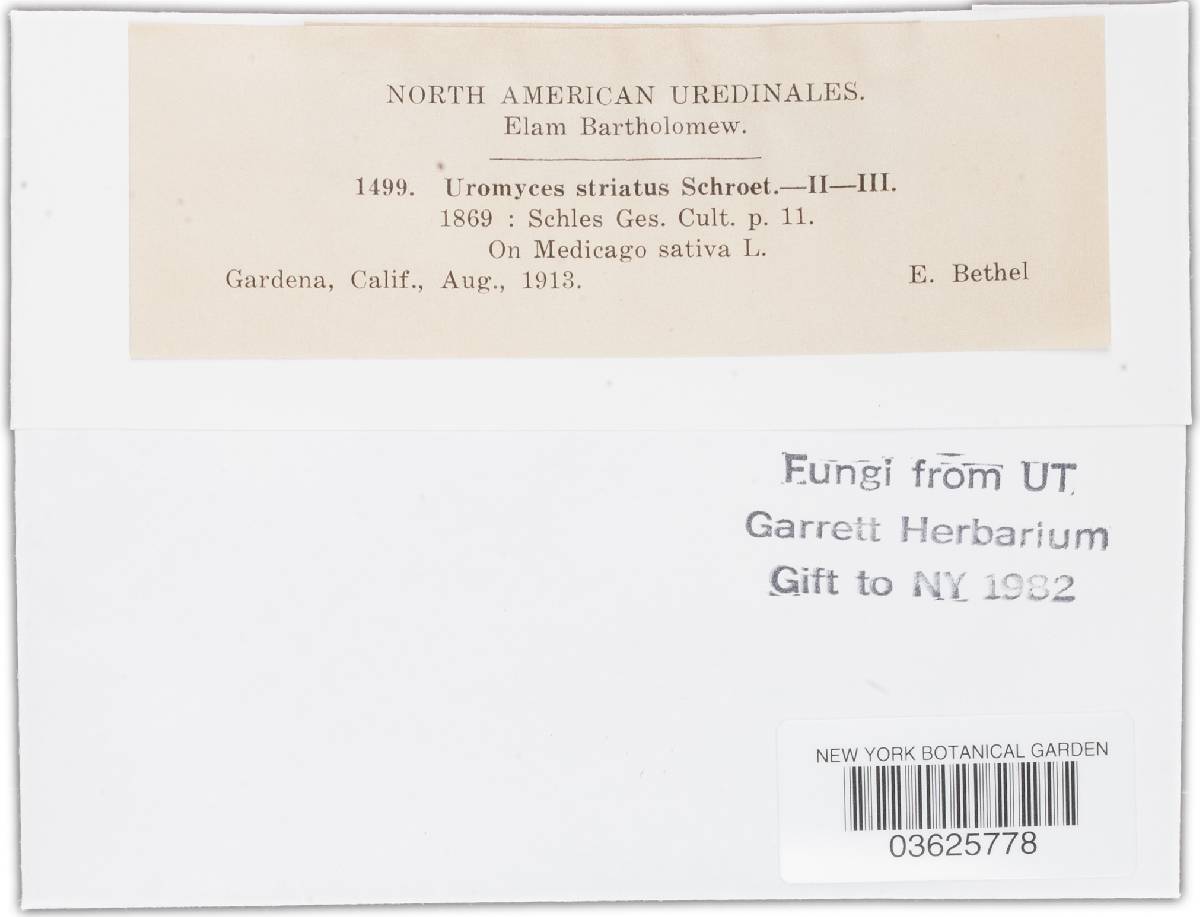 NORTH AMERICAN UREDINALES.
Elam Bartholomew.
1499. Uromyces striatus Schroet.—II—III.
1869 : Schles Ges. Cult. p. 11.
On Medicago sativa L.
Gardena, Calif., Aug., 1913. E. Bethel
Fungi from UT
Garrett Herbarium
Gift to NY 1982
NEW YORK BOTANICAL GARDEN
03625778